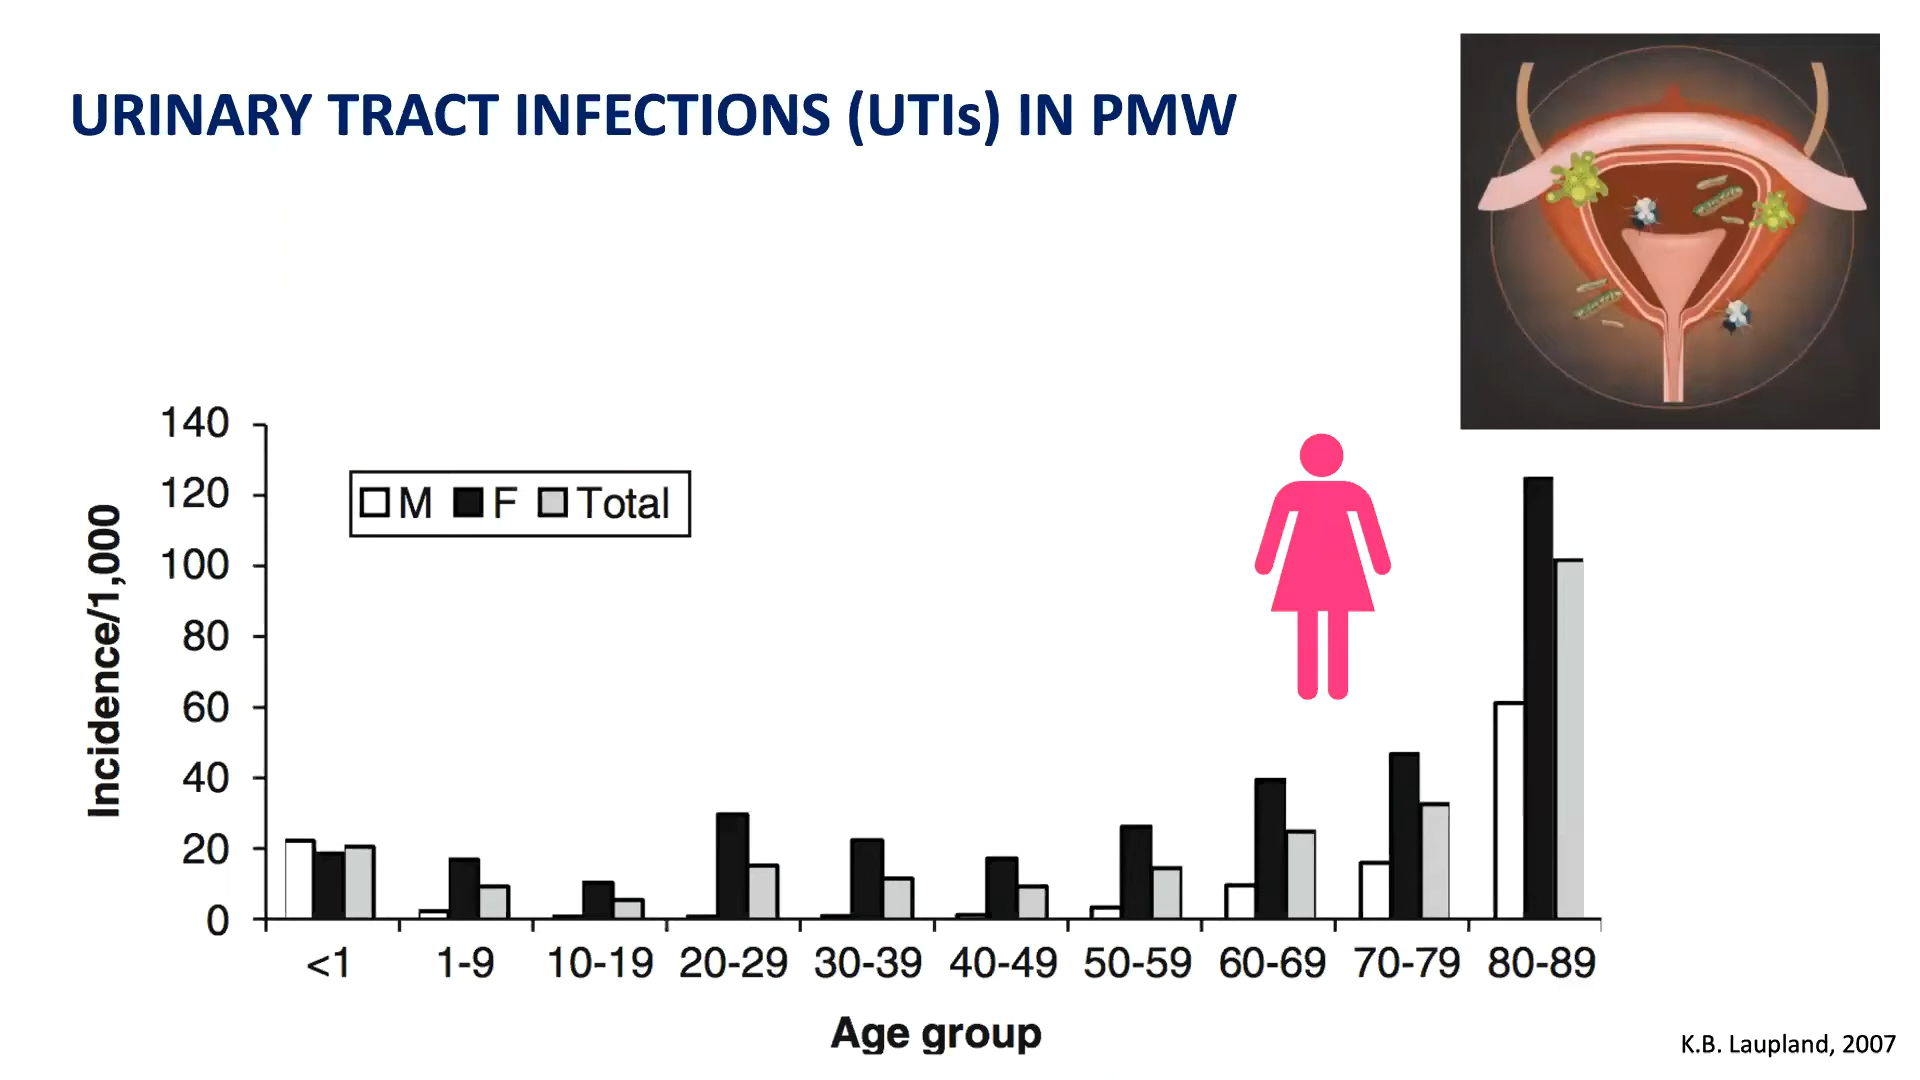 URINARY TRACT INFECTIONS (UTIs) IN PMW
140
120
100
80
60
40
20
0
Incidence/1,000
M F Total
<1 1-9 10-19 20-29 30-39 40-49 50-59 60-69 70-79 80-89
Age group
K.B. Laupland, 2007